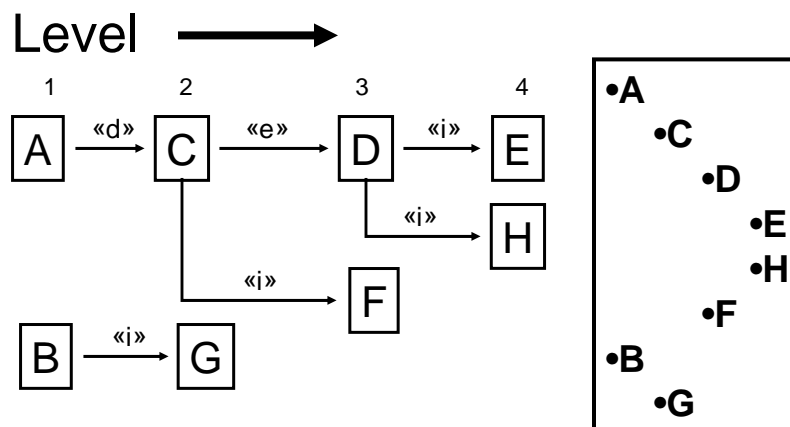 Level
1 2 3 4
A «d» C «e» D «i» E
«i» H
«i» F
B «i» G
•A
•C
•D
•E
•H
•F
•B
•G